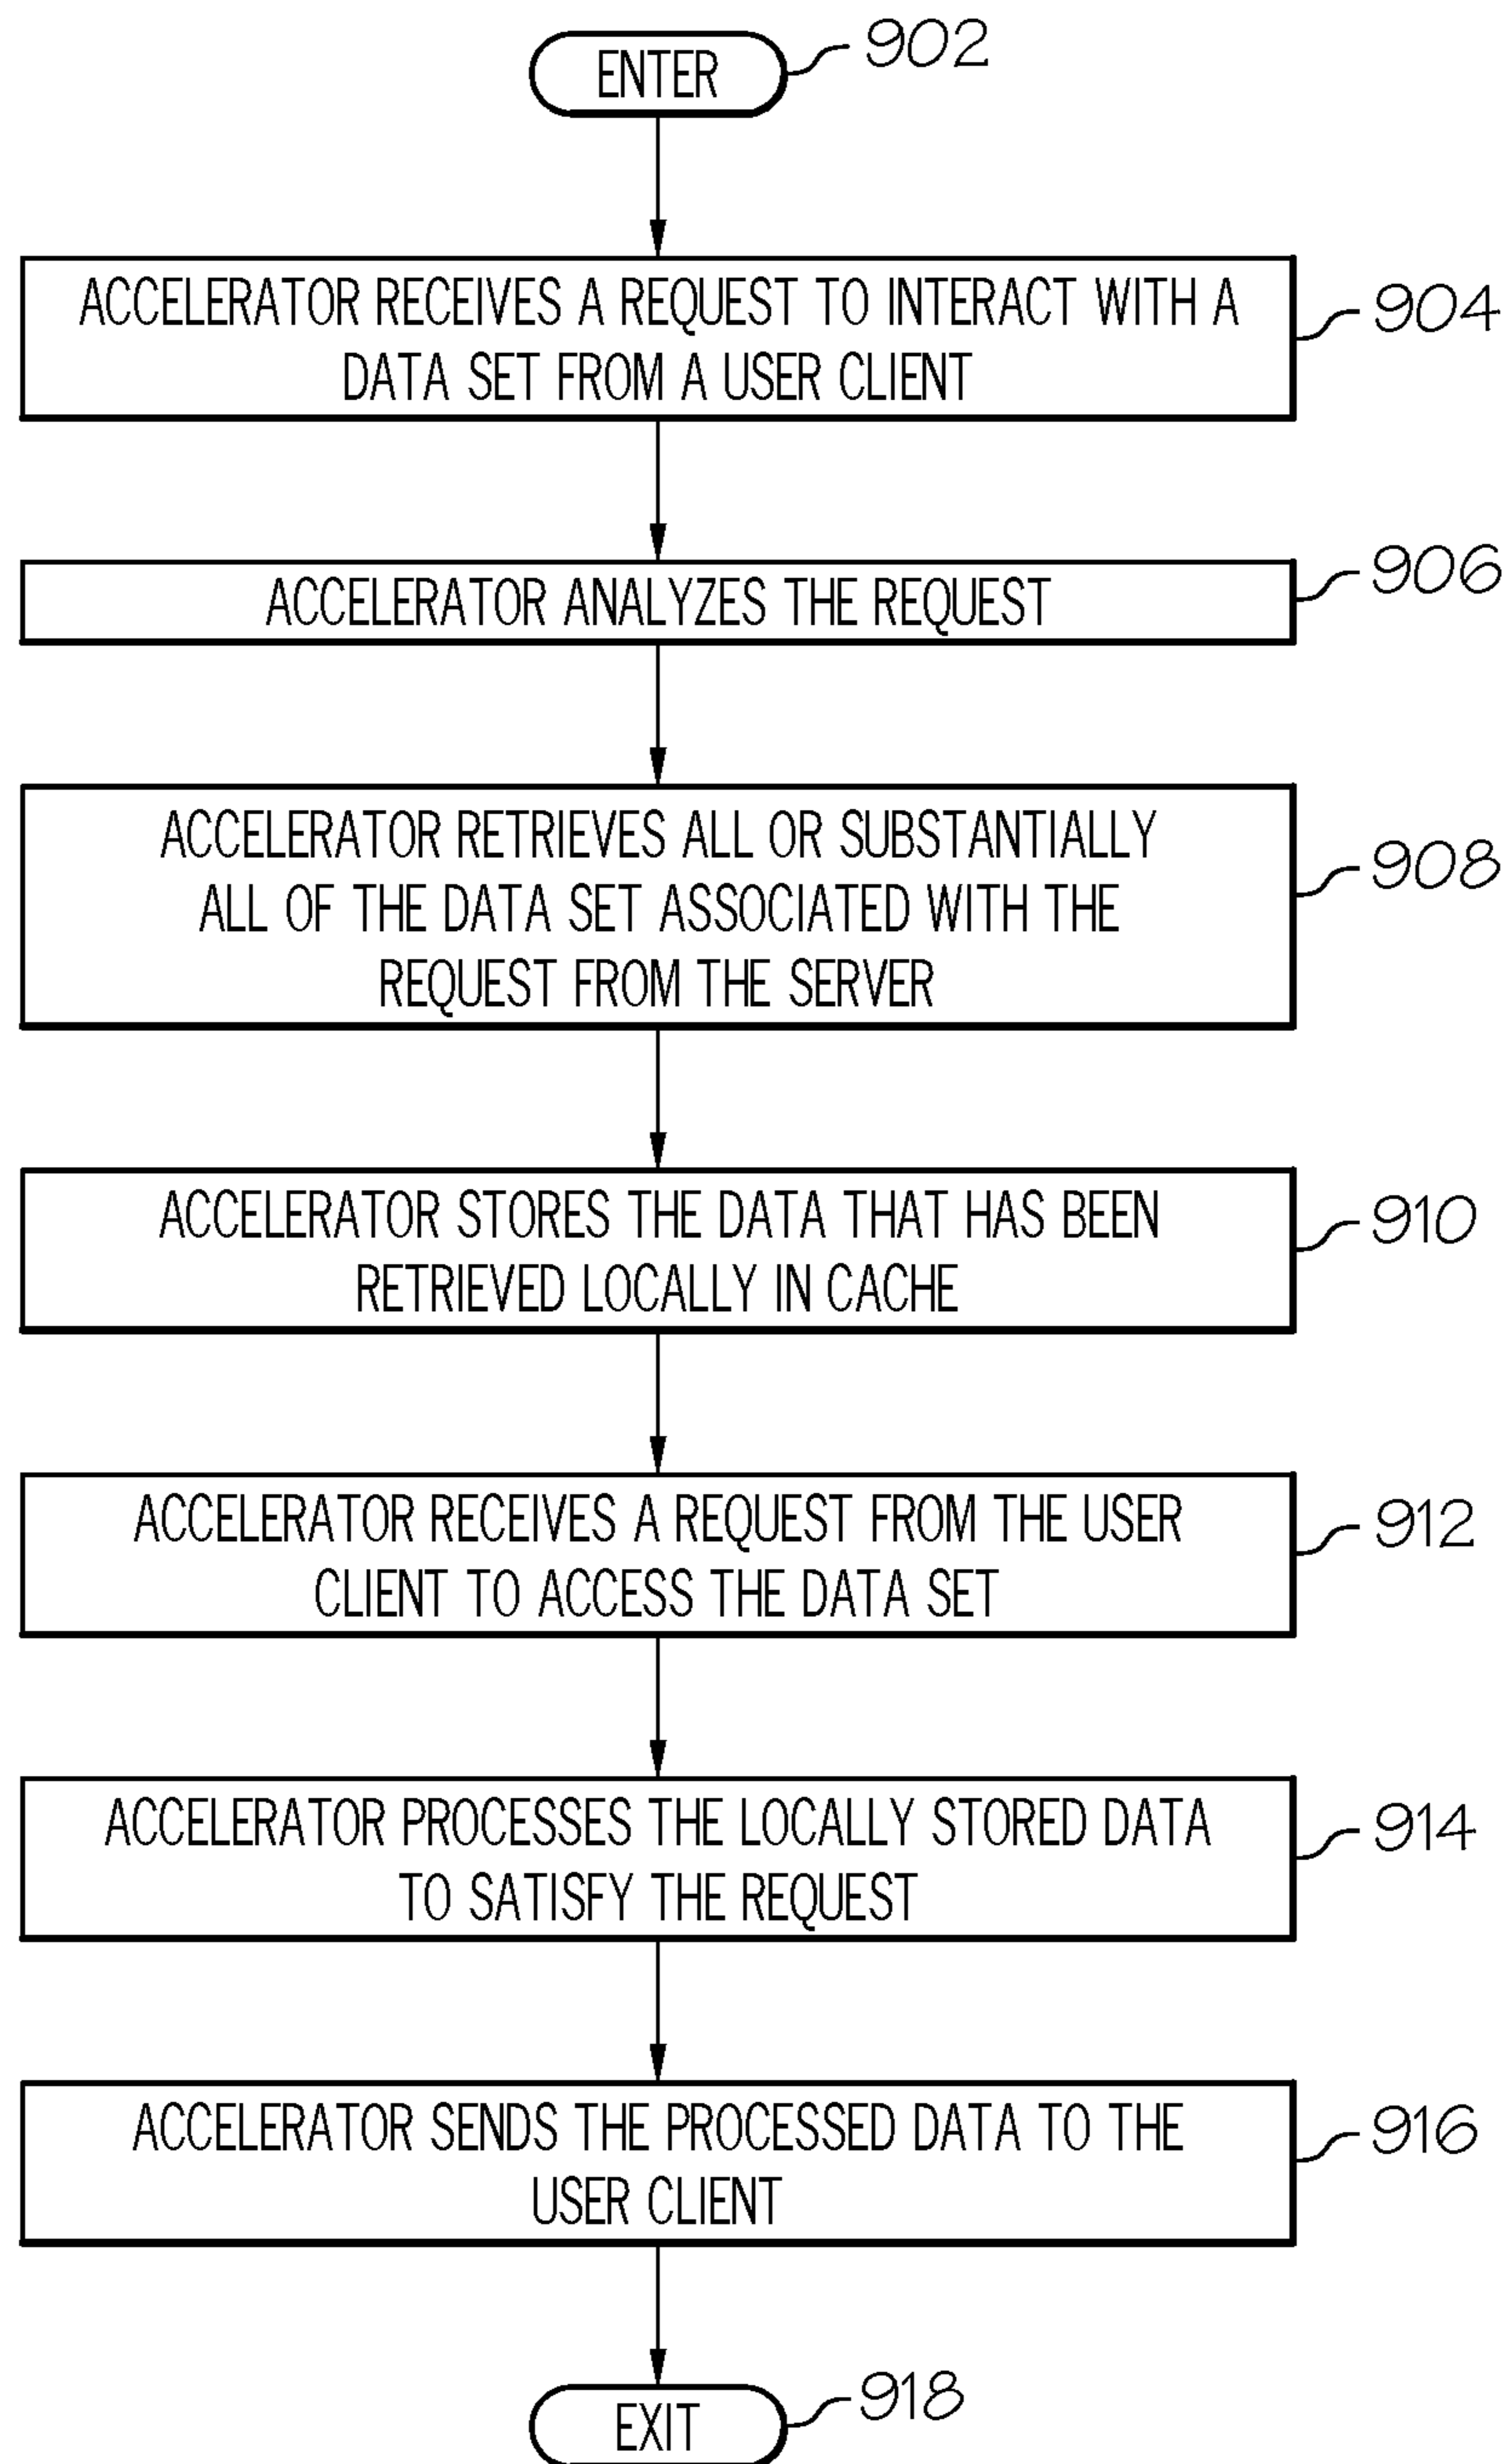 ENTER
902
ACCELERATOR RECEIVES A REQUEST TO INTERACT WITH A
DATA SET FROM A USER CLIENT
904
ACCELERATOR ANALYZES THE REQUEST
906
ACCELERATOR RETRIEVES ALL OR SUBSTANTIALLY
ALL OF THE DATA SET ASSOCIATED WITH THE
REQUEST FROM THE SERVER
908
ACCELERATOR STORES THE DATA THAT HAS BEEN
RETRIEVED LOCALLY IN CACHE
910
ACCELERATOR RECEIVES A REQUEST FROM THE USER
CLIENT TO ACCESS THE DATA SET
912
ACCELERATOR PROCESSES THE LOCALLY STORED DATA
TO SATISFY THE REQUEST
914
ACCELERATOR SENDS THE PROCESSED DATA TO THE
USER CLIENT
916
EXIT
918